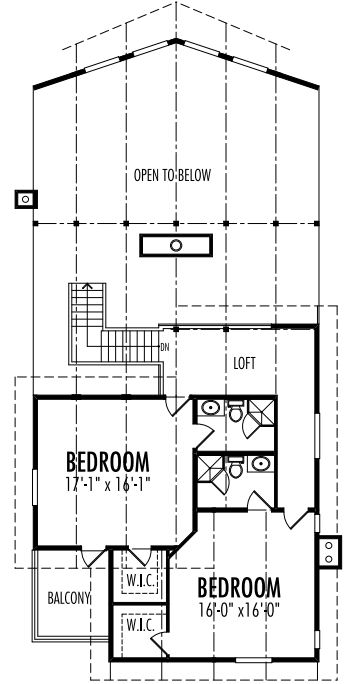 OPEN TO BELOW
DN
LOFT
BEDROOM
17'-1" x 16'-1"
W.I.C.
BEDROOM
16'-0" x16'-0"
BALCONY
W.I.C.